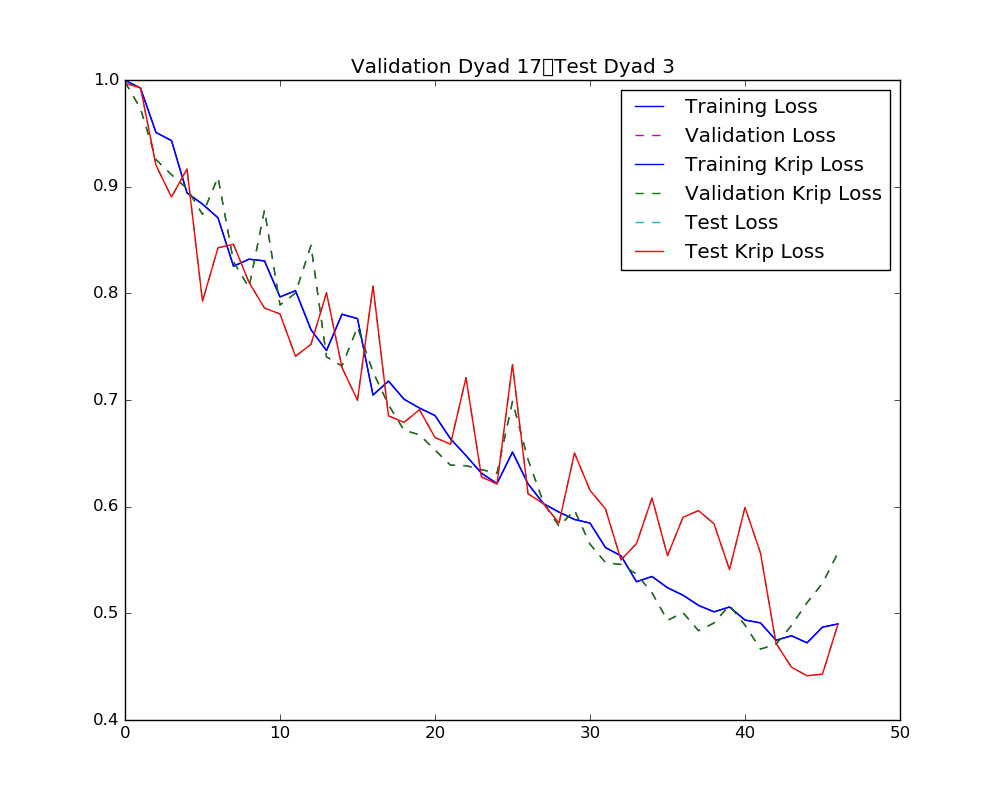 Validation Dyad 17▯Test Dyad 3
1.0
0.9
0.8
0.7
0.6
0.5
0.4
0
10
20
30
40
50
Training Loss
Validation Loss
Training Krip Loss
Validation Krip Loss
Test Loss
Test Krip Loss